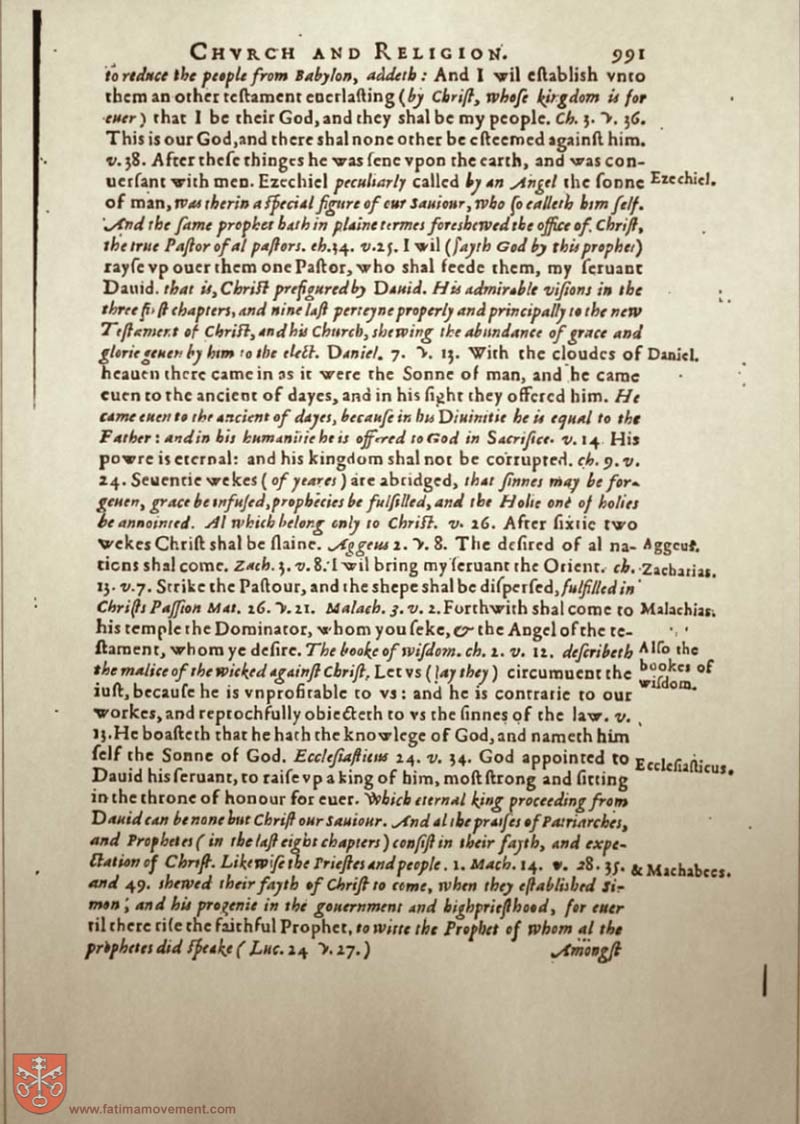 CHVRCH AND RELIGION. 991
to reduce the people from Babylon, addeth: And I wil eſtabliſh vnto
them an other teſtament euerlaſting (by Chriſt, whoſe kingdom is for
euer) that I be their God, and they shal be my people. Ch. 3. v. 36.
This is our God, and there shal none other be eſteemed againſt him.
v. 38. After theſe thinges he was ſene vpon the earth, and was con-
uerſant with men. Ezechiel peculiarly called by an Angel the ſonne Ezechiel.
of man, was therin a ſpecial figure of our Sauiour, who ſo calleth him ſelf.
And the ſame prophet hath in plaine termes foreshewed the office of Chriſt,
the true Paſtor of al paſtors. ch. 34. v. 25. I wil (ſayth God by this prophet)
rayſe vp ouer them one Paſtor, who shal feede them, my ſeruant
Dauid. that is, Chriſt prefigured by Dauid. His admirable viſions in the
three firſt chapters, and nine laſt perteyne properly and principally to the new
Teſtament of Chriſt, and his Church, shewing the abundance of grace and
glorie geuen by him to the elect. Daniel. 7. v. 13. With the cloudes of Daniel.
heauen there came in as it were the Sonne of man, and he came
euen to the ancient of dayes, and in his ſight they offered him. He
came euen to the ancient of dayes, becauſe in his Diuinitie he is equal to the
Father: and in his humanitie he is offered to God in Sacrifice. v. 14. His
powre is eternal: and his kingdom shal not be corrupted. ch. 9. v.
24. Seuentie wekes (of yeares) are abridged, that ſinnes may be for-
geuen, grace be infuſed, prophecies be fulfilled, and the Holie one of holies
be annointed. Al which belong only to Chriſt. v. 26. After ſixtie two
wekes Chriſt shal be ſlaine. Aggeus 2. v. 8. The deſired of al na- Aggeus.
tions shal come. Zach. 3. v. 8. I wil bring my ſeruant the Orient. ch. Zacharias.
13. v. 7. Strike the Paſtour, and the shepe shal be diſperſed, fulfilled in
Chriſts Paſſion Mat. 26. v. 21. Malach. 3. v. 2. Forthwith shal come to Malachias.
his temple the Dominator, whom you ſeke, & the Angel of the te-
ſtament, whom ye deſire. The booke of wiſdom. ch. 2. v. 12. deſcribeth Alſo the
the malice of the wicked againſt Chriſt, Let vs (ſay they) circumuent the bookes of
iuſt, becauſe he is vnprofitable to vs: and he is contrarie to our wiſdom.
workes, and reprochfully obiecteth to vs the ſinnes of the law. v.
13. He boaſteth that he hath the knowlege of God, and nameth him
ſelf the Sonne of God. Eccleſiaſticus 24. v. 34. God appointed to Eccleſiaſticus.
Dauid his ſeruant, to raiſe vp a king of him, moſt ſtrong and ſitting
in the throne of honour for euer. Which eternal king proceeding from
Dauid can be none but Chriſt our Sauiour. And al the praiſes of Patriarches,
and Prophetes (in the laſt eight chapters) conſiſt in their fayth, and expe-
ctation of Chriſt. Likewiſe the Prieſtes and people. 1. Mach. 14. v. 28. 35. & Machabees.
and 49. shewed their fayth of Chriſt to come, when they eſtablished Si-
mon, and his progenie in the gouernment and highprieſthood, for euer
til there riſe the faithful Prophet, to witte the Prophet of whom al the
prophetes did ſpeake (Luc. 24 v. 27.) Amongſt
www.fatimamovement.com